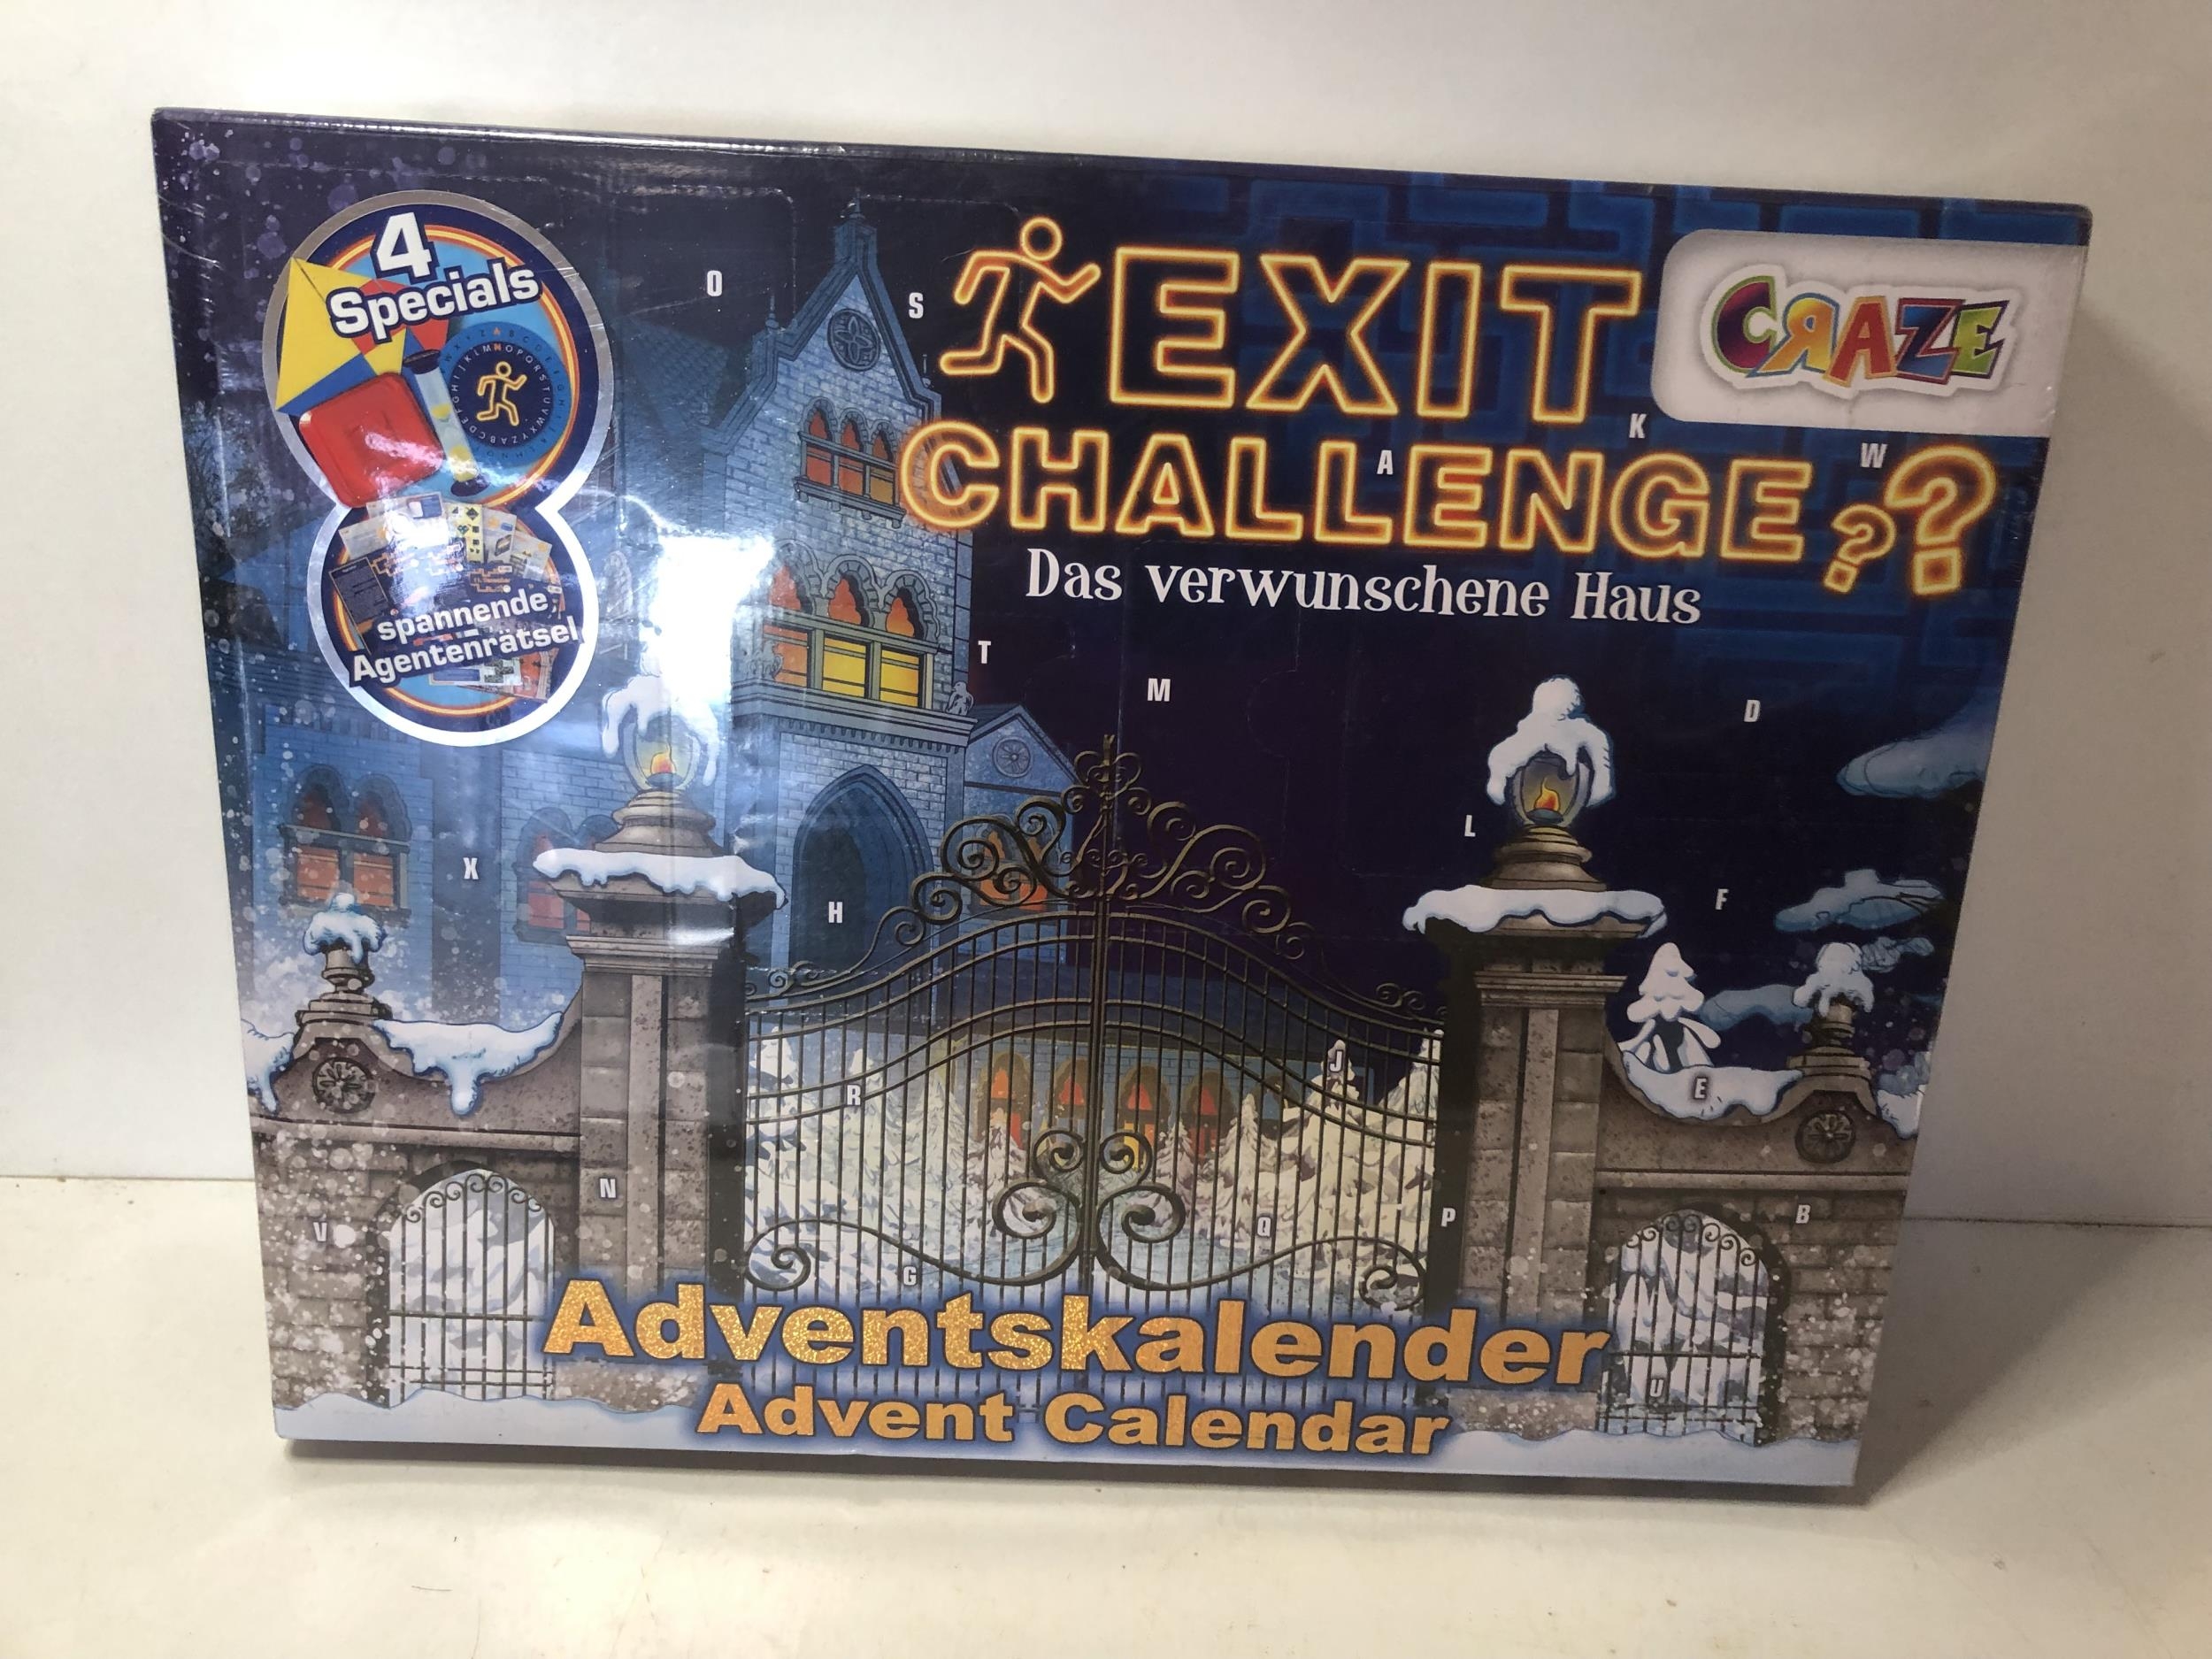 4
Specials
spannende
Agentenrätsel
EXIT
CHALLENGE??
Das verwunschene Haus
CRAZE
O
S
K
A
W
T
M
D
L
X
H
F
R
J
E
N
V
Q
P
B
G
U
Adventskalender
Advent Calendar